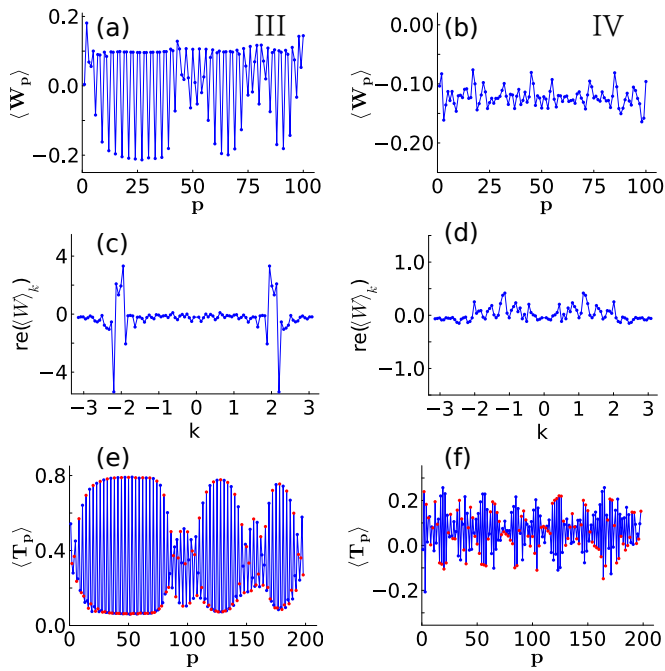 (a) III
0.2
0.0
−0.2
⟨W_p⟩
0 25 50 75 100
p
(b) IV
0.00
−0.10
−0.20
⟨W_p⟩
0 25 50 75 100
p
(c)
4
0
−4
re(⟨W⟩_k)
−3 −2 −1 0 1 2 3
k
(d)
1.0
0.0
−1.0
re(⟨W⟩_k)
−3 −2 −1 0 1 2 3
k
(e)
0.8
0.4
0.0
⟨T_p⟩
0 50 100 150 200
p
(f)
0.2
0.0
−0.2
⟨T_p⟩
0 50 100 150 200
p